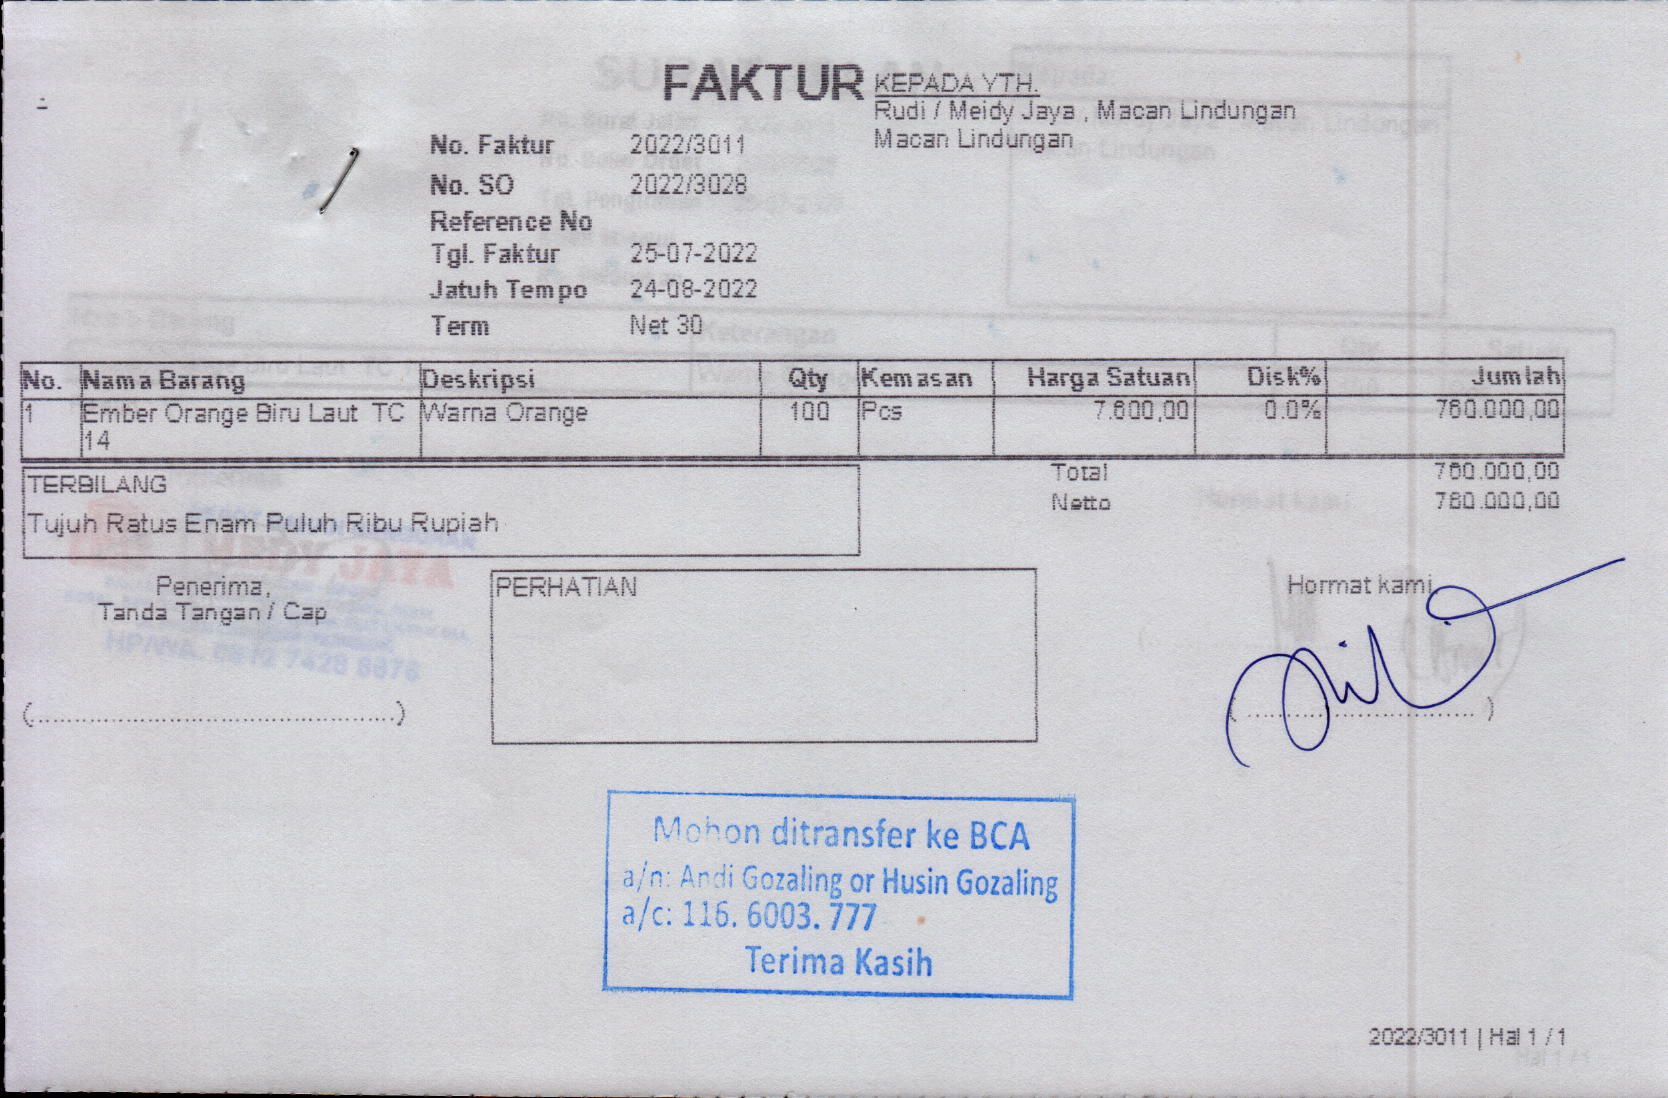 FAKTUR
KEPADA YTH.
Rudi / Meidy Jaya , Macan Lindungan
Macan Lindungan
No. Faktur 2022/3011
No. SO 2022/3028
Reference No
Tgl. Faktur 25-07-2022
Jatuh Tempo 24-08-2022
Term Net 30
No. Nama Barang Deskripsi Qty Kemasan Harga Satuan Disk% Jumlah
1 Ember Orange Biru Laut TC Warna Orange 100 Pcs 7.600,00 0.0% 760.000,00
14
TERBILANG
Tujuh Ratus Enam Puluh Ribu Rupiah
Total 760.000,00
Netto 760.000,00
Penerima,
Tanda Tangan / Cap
(..............................................)
PERHATIAN
Hormat kami,
( ................................ )
Mohon ditransfer ke BCA
a/n: Andi Gozaling or Husin Gozaling
a/c: 116. 6003. 777
Terima Kasih
2022/3011 | Hal 1 / 1